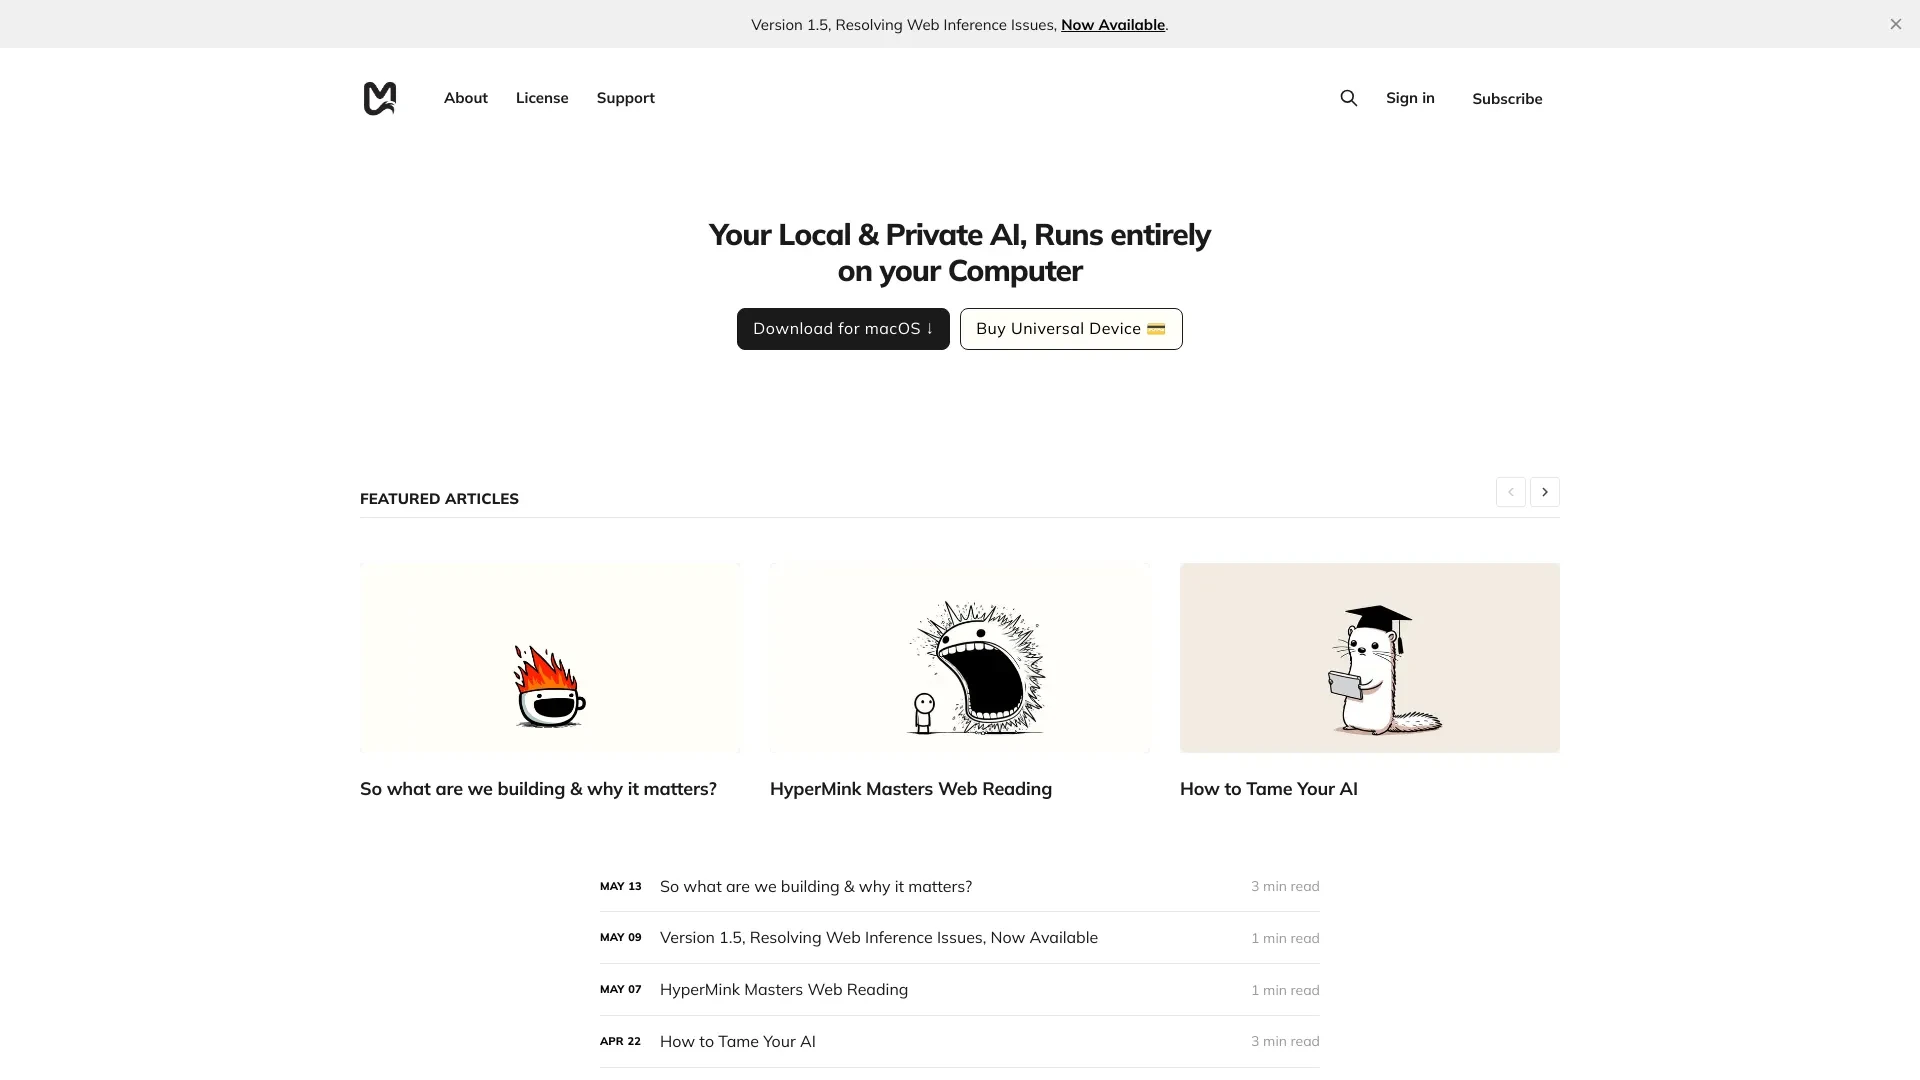 Version 1.5, Resolving Web Inference Issues, Now Available.
About
License
Support
Sign in
Subscribe
Your Local & Private AI, Runs entirely
on your Computer
Download for macOS ↓
Buy Universal Device 💳
FEATURED ARTICLES
So what are we building & why it matters?
HyperMink Masters Web Reading
How to Tame Your AI
MAY 13 So what are we building & why it matters? 3 min read
MAY 09 Version 1.5, Resolving Web Inference Issues, Now Available 1 min read
MAY 07 HyperMink Masters Web Reading 1 min read
APR 22 How to Tame Your AI 3 min read